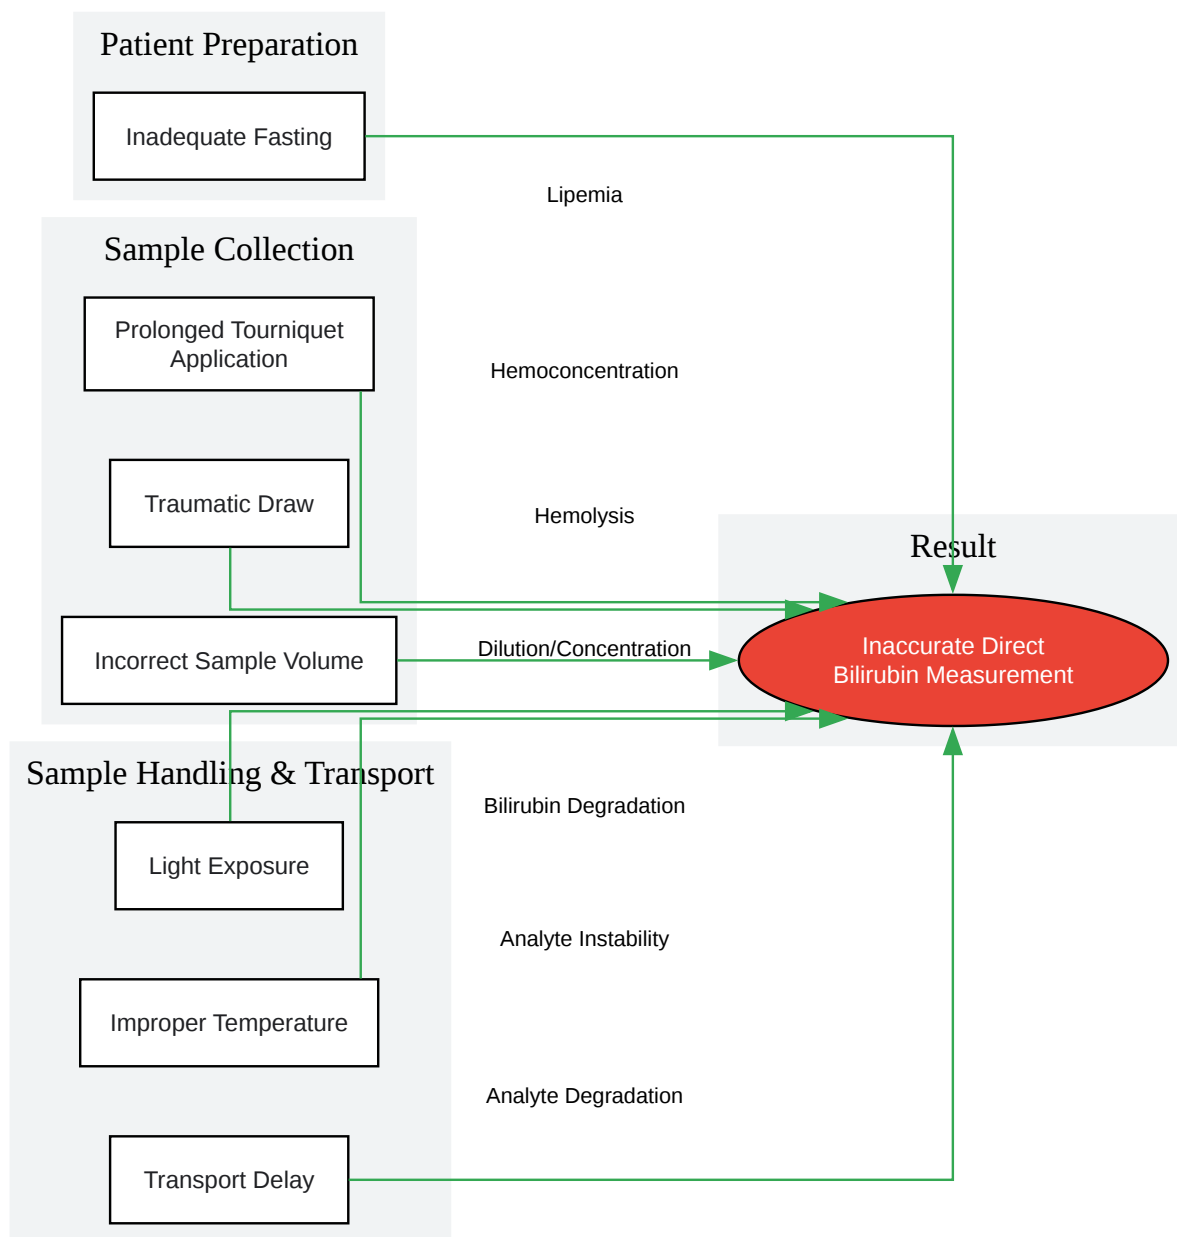 Patient Preparation
Inadequate Fasting
Lipemia
Sample Collection
Prolonged Tourniquet
Application
Hemoconcentration
Traumatic Draw
Hemolysis
Incorrect Sample Volume
Dilution/Concentration
Result
Inaccurate Direct
Bilirubin Measurement
Sample Handling & Transport
Light Exposure
Bilirubin Degradation
Improper Temperature
Analyte Instability
Transport Delay
Analyte Degradation